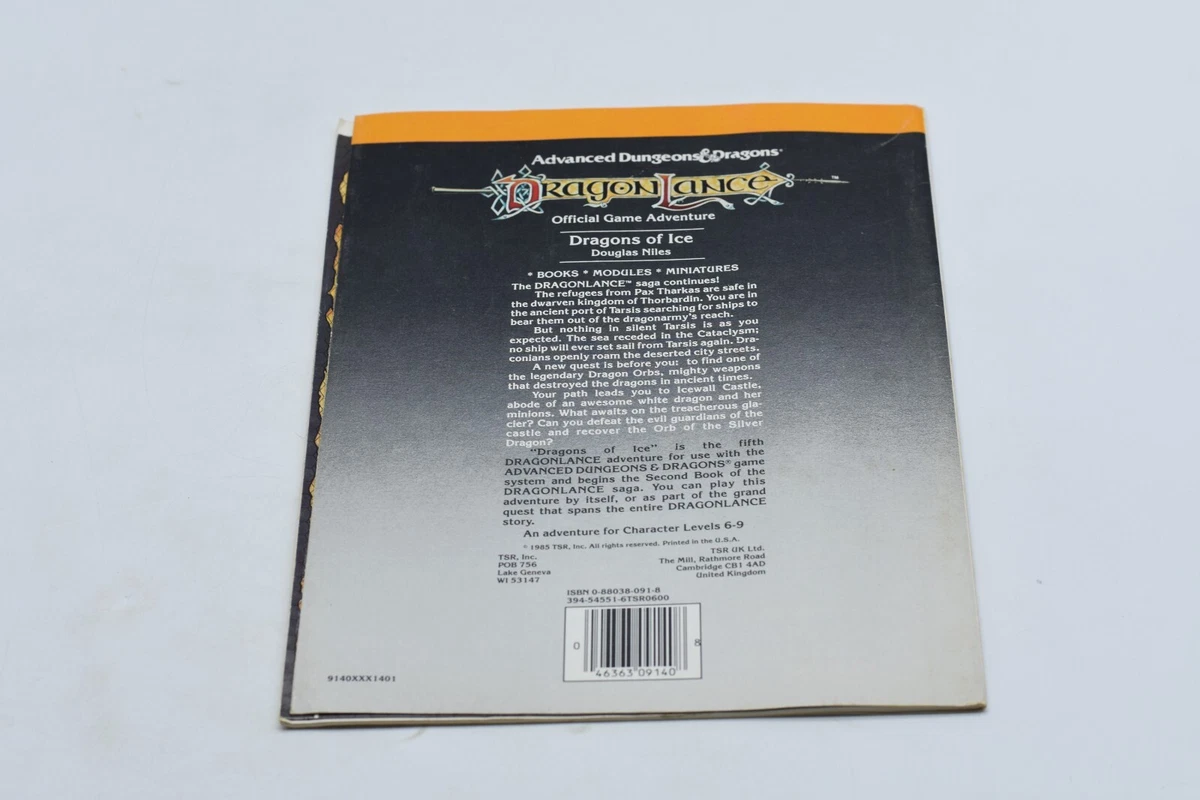 Advanced Dungeons & Dragons®
DRAGONLANCE™
Official Game Adventure
Dragons of Ice
Douglas Niles
* BOOKS * MODULES * MINIATURES
The DRAGONLANCE™ saga continues!
The refugees from Pax Tharkas are safe in
the dwarven kingdom of Thorbardin. You are in
the ancient port of Tarsis searching for ships to
bear them out of the dragonarmy's reach.
But nothing in silent Tarsis is as you
expected. The sea receded in the Cataclysm;
no ship will ever set sail from Tarsis again. Dra-
conians openly roam the deserted city streets.
A new quest is before you: to find one of
the legendary Dragon Orbs, mighty weapons
that destroyed the dragons in ancient times.
Your path leads you to Icewall Castle,
abode of an awesome white dragon and her
minions. What awaits on the treacherous gla-
cier? Can you defeat the evil guardians of the
castle and recover the Orb of the Silver
Dragon?
"Dragons of Ice" is the fifth
DRAGONLANCE adventure for use with the
ADVANCED DUNGEONS & DRAGONS® game
system and begins the Second Book of the
DRAGONLANCE saga. You can play this
adventure by itself, or as part of the grand
quest that spans the entire DRAGONLANCE
story.
An adventure for Character Levels 6-9
© 1985 TSR, Inc. All rights reserved. Printed in the U.S.A.
TSR, Inc.
POB 756
Lake Geneva
WI 53147
TSR UK Ltd.
The Mill, Rathmore Road
Cambridge CB1 4AD
United Kingdom
ISBN 0-88038-091-8
394-54551-6TSR0600
0 46363 09140 8
9140XXX1401